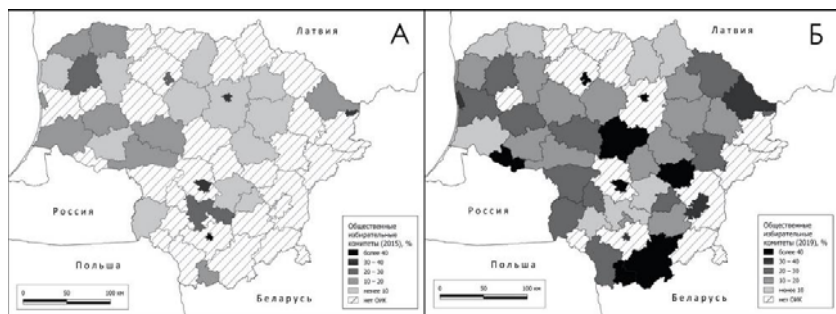 А
Латвия
Россия
Польша
Беларусь
Общественные
избирательные
комитеты (2015), %
более 40
30 – 40
20 – 30
10 – 20
менее 10
нет ОИК
0 50 100 км
Б
Латвия
Россия
Польша
Беларусь
Общественные
избирательные
комитеты (2019), %
более 40
30 – 40
20 – 30
10 – 20
менее 10
нет ОИК
0 50 100 км